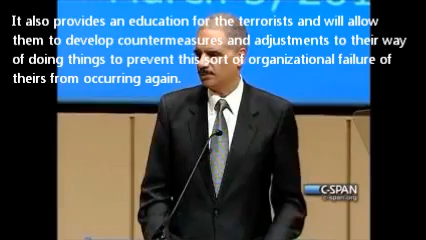 It also provides an education for the terrorists and will allow
them to develop countermeasures and adjustments to their way
of doing things to prevent this sort of organizational failure of
theirs from occurring again.
C-SPAN
c-span.org